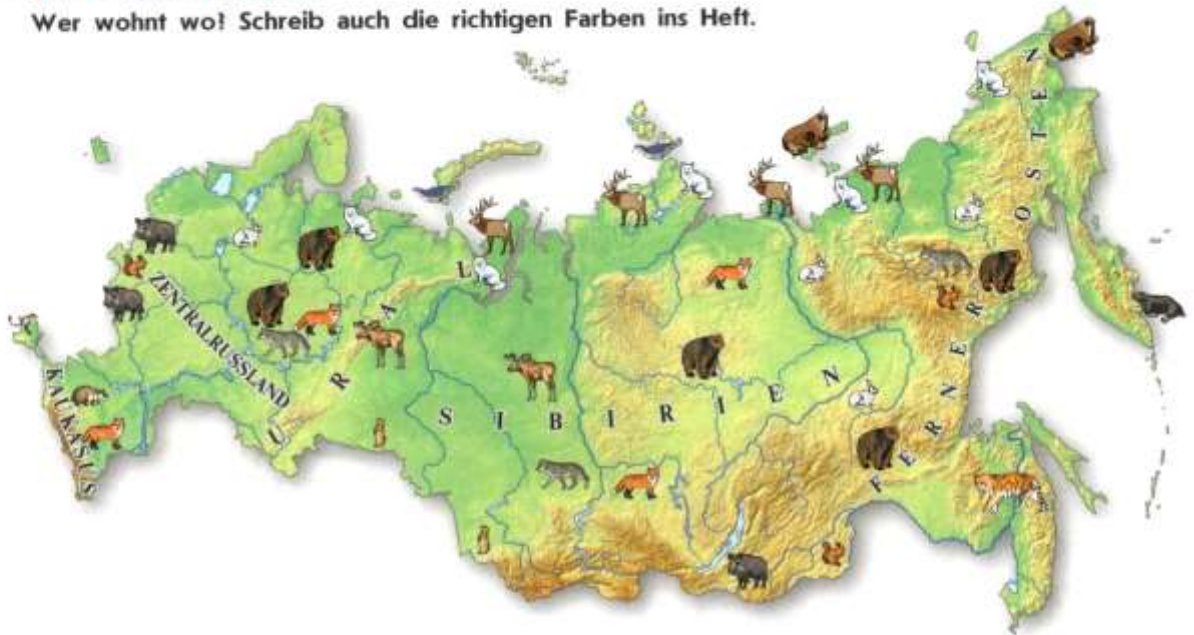 Wer wohnt wo! Schreib auch die richtigen Farben ins Heft.
ZENTRALRUSSLAND
KAUKASUS
URAL
SIBIRIEN
FERNER OSTEN